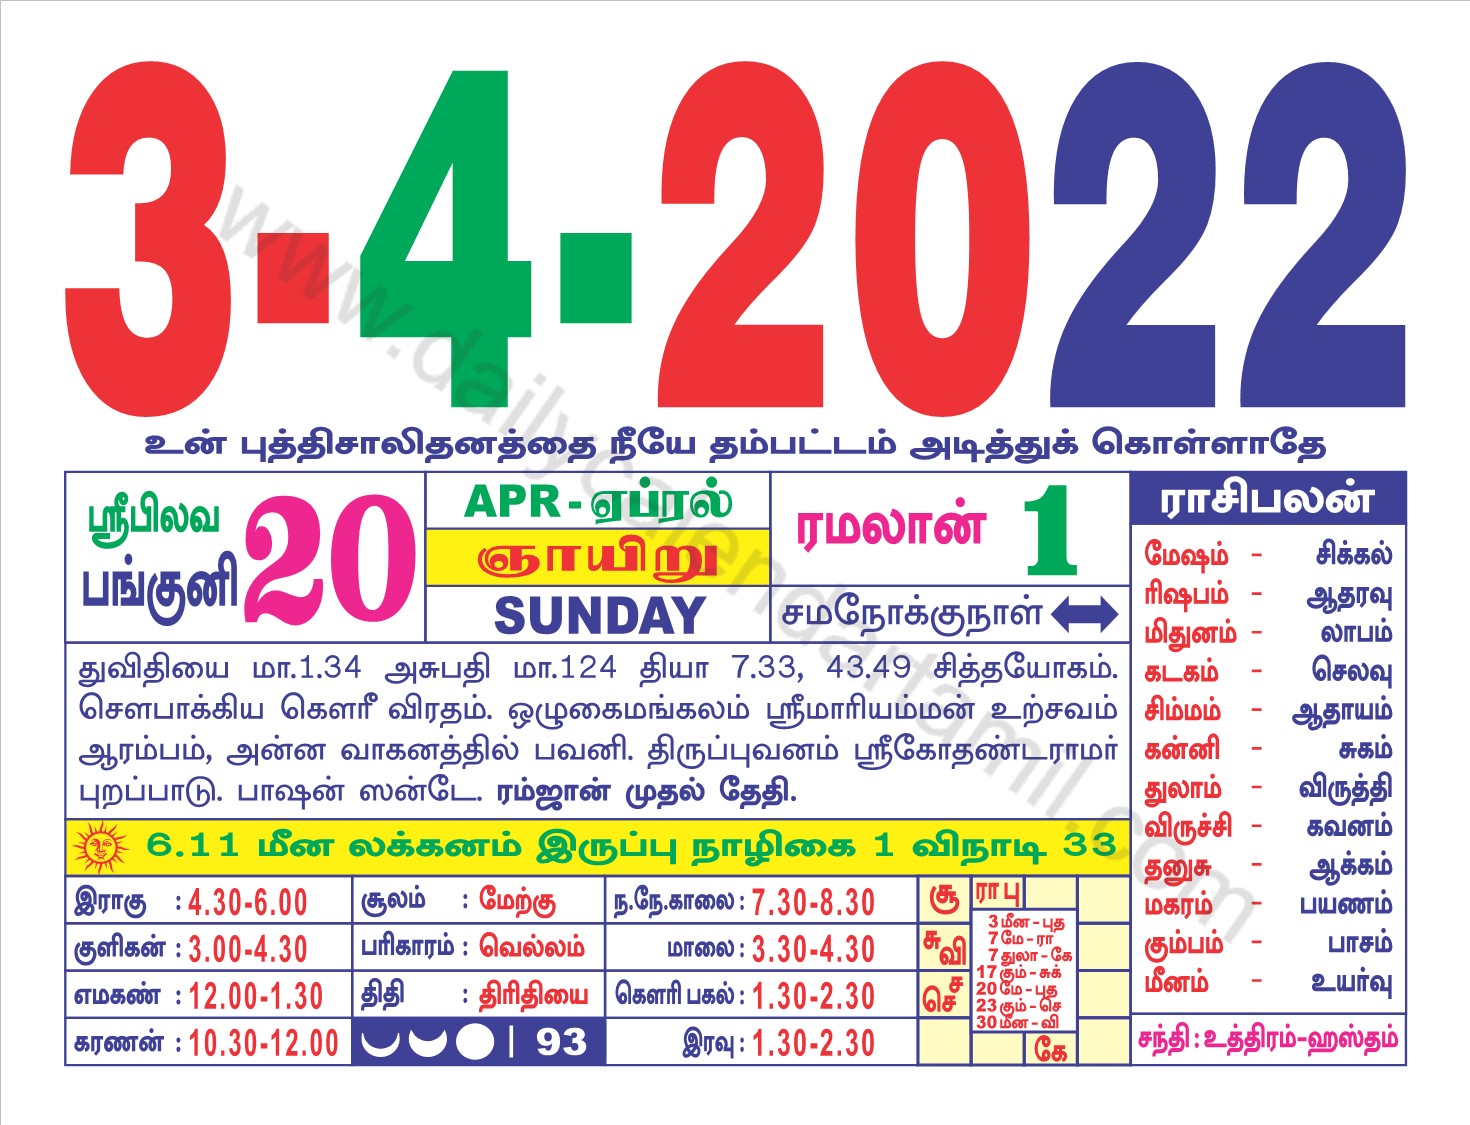 3-4-2022
உன் புத்திசாலிதனத்தை நீயே தம்பட்டம் அடித்துக் கொள்ளாதே
ஸ்ரீபிலவ
பங்குனி 20
APR - ஏப்ரல்
ஞாயிறு
SUNDAY
ரமலான் 1
சமநோக்குநாள்
துவிதியை மா.1.34 அசுபதி மா.124 தியா 7.33, 43.49 சித்தயோகம்.
சௌபாக்கிய கௌரீ விரதம். ஒழுகைமங்கலம் ஸ்ரீமாரியம்மன் உற்சவம்
ஆரம்பம், அன்ன வாகனத்தில் பவனி. திருப்புவனம் ஸ்ரீகோதண்டராமர்
புறப்பாடு. பாஷன் ஸன்டே. ரம்ஜான் முதல் தேதி.
6.11 மீன லக்கனம் இருப்பு நாழிகை 1 விநாடி 33
இராகு : 4.30-6.00
குளிகன் : 3.00-4.30
எமகண் : 12.00-1.30
கரணன் : 10.30-12.00
சூலம் : மேற்கு
பரிகாரம் : வெல்லம்
திதி : திரிதியை
| 93
ந.நே.காலை : 7.30-8.30
மாலை : 3.30-4.30
கௌரி பகல் : 1.30-2.30
இரவு : 1.30-2.30
சூ
ரா பு
சு
வி
செ
ச
கே
3 மீன - புத
7 மே - ரா
7 துலா - கே
17 கும் - சுக்
20 மே - புத
23 கும் - செ
30 மீன - வி
ராசிபலன்
மேஷம் - சிக்கல்
ரிஷபம் - ஆதரவு
மிதுனம் - லாபம்
கடகம் - செலவு
சிம்மம் - ஆதாயம்
கன்னி - சுகம்
துலாம் - விருத்தி
விருச்சி - கவனம்
தனுசு - ஆக்கம்
மகரம் - பயணம்
கும்பம் - பாசம்
மீனம் - உயர்வு
சந்தி : உத்திரம்-ஹஸ்தம்
www.dailycalendartamil.com